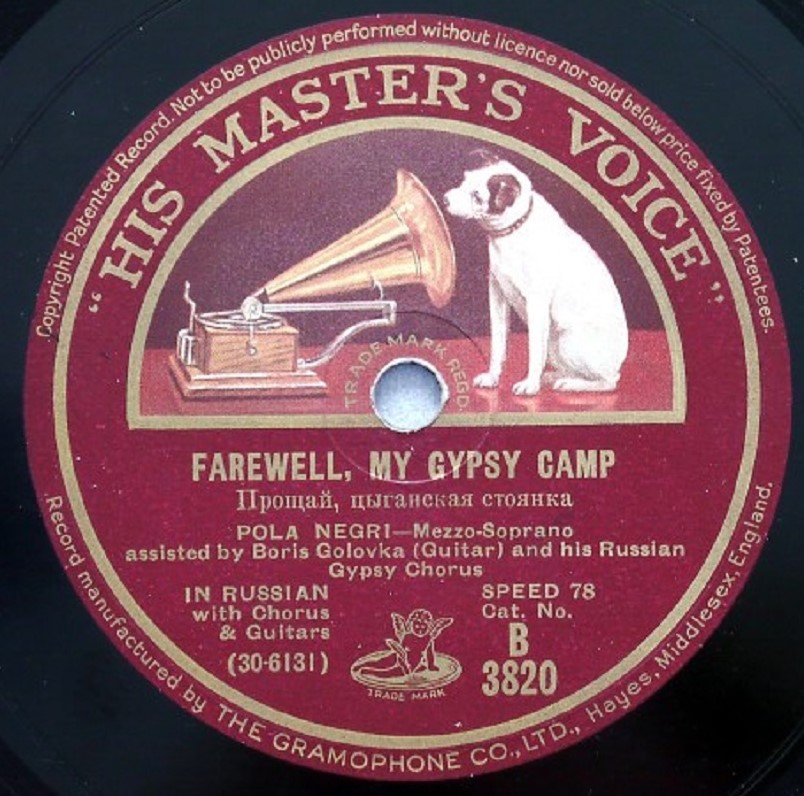 Copyright Patented Record. Not to be publicly performed without licence nor sold below price fixed by Patentees.
"HIS MASTER'S VOICE"
TRADE MARK REGD.
FAREWELL, MY GYPSY CAMP
Прощай, цыганская стоянка
POLA NEGRI—Mezzo-Soprano
assisted by Boris Golovka (Guitar) and his Russian
Gypsy Chorus
IN RUSSIAN
with Chorus
& Guitars
(30-6131)
SPEED 78
Cat. No.
B
3820
TRADE MARK
Record manufactured by THE GRAMOPHONE CO., LTD., Hayes, Middlesex, England.